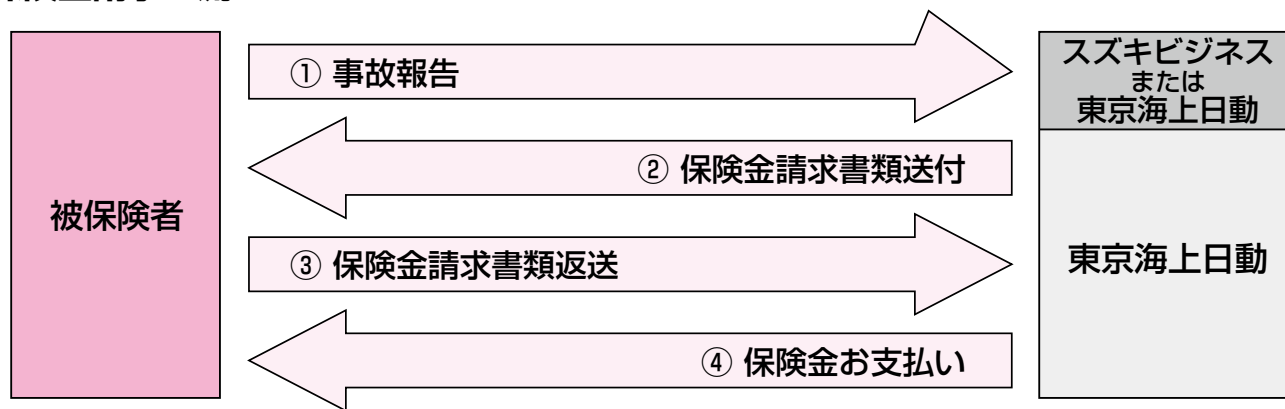 被保険者
① 事故報告
② 保険金請求書類送付
③ 保険金請求書類返送
④ 保険金お支払い
スズキビジネス
または
東京海上日動
東京海上日動